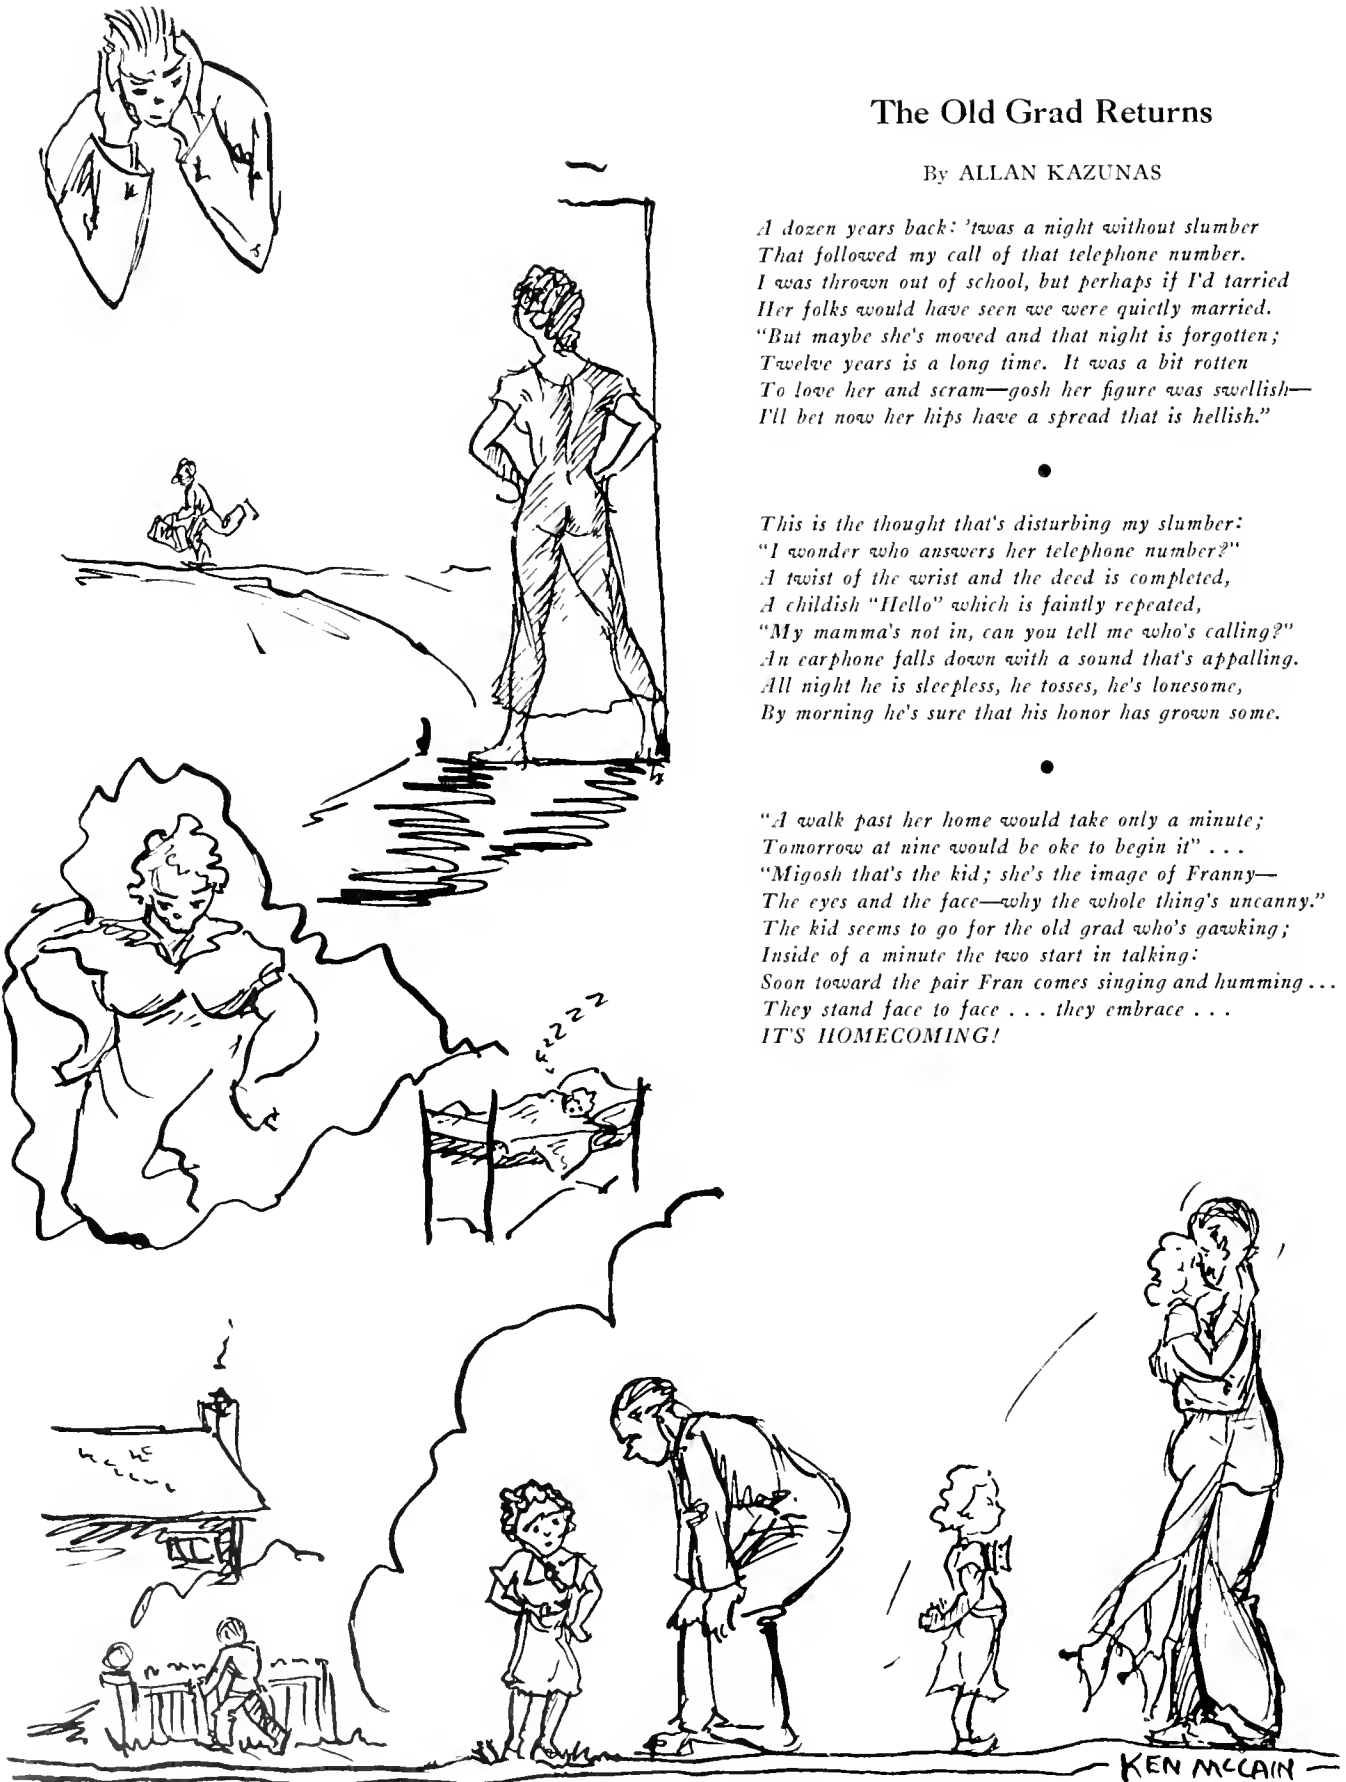 The Old Grad Returns
By ALLAN KAZUNAS
A dozen years back: 'twas a night without slumber
That followed my call of that telephone number.
I was thrown out of school, but perhaps if I'd tarried
Her folks would have seen we were quietly married.
"But maybe she's moved and that night is forgotten;
Twelve years is a long time. It was a bit rotten
To love her and scram—gosh her figure was swellish—
I'll bet now her hips have a spread that is hellish."
•
This is the thought that's disturbing my slumber:
"I wonder who answers her telephone number?"
A twist of the wrist and the deed is completed,
A childish "Hello" which is faintly repeated,
"My mamma's not in, can you tell me who's calling?"
An earphone falls down with a sound that's appalling.
All night he is sleepless, he tosses, he's lonesome,
By morning he's sure that his honor has grown some.
•
"A walk past her home would take only a minute;
Tomorrow at nine would be oke to begin it" . . .
"Migosh that's the kid; she's the image of Franny—
The eyes and the face—why the whole thing's uncanny."
The kid seems to go for the old grad who's gawking;
Inside of a minute the two start in talking:
Soon toward the pair Fran comes singing and humming . . .
They stand face to face . . . they embrace . . .
IT'S HOMECOMING!
zzzzzz
KEN MCCAIN